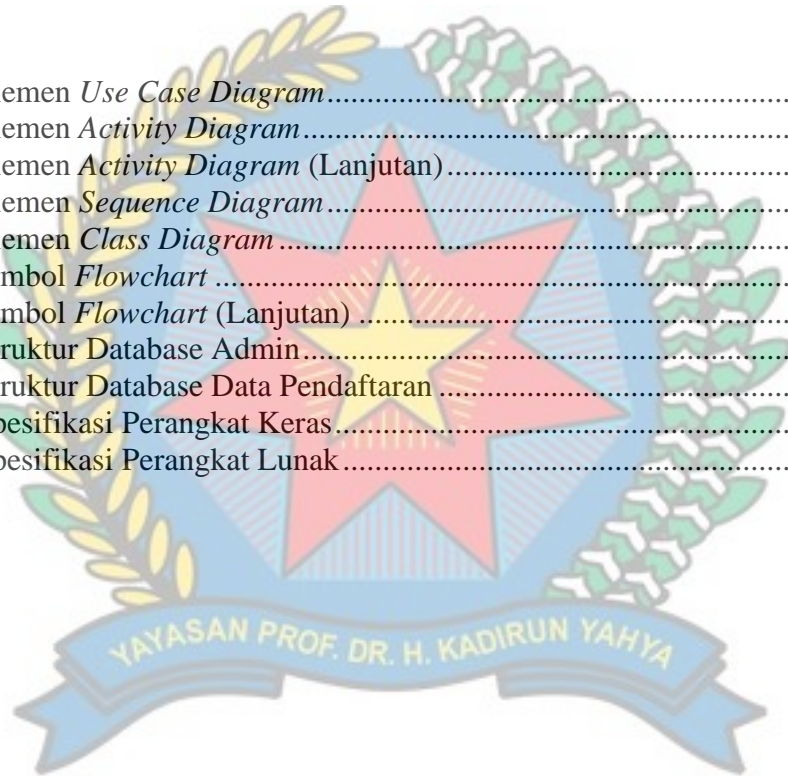 emen Use Case Diagram
emen Activity Diagram
emen Activity Diagram (Lanjutan)
emen Sequence Diagram
emen Class Diagram
mbol Flowchart
mbol Flowchart (Lanjutan)
ruktur Database Admin
ruktur Database Data Pendaftaran
pesifikasi Perangkat Keras
pesifikasi Perangkat Lunak
YAYASAN PROF. DR. H. KADIRUN YAHYA